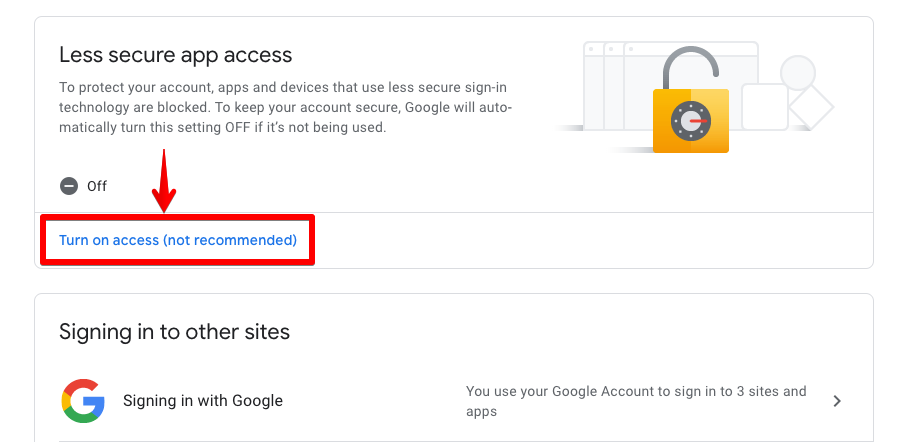 Less secure app access
To protect your account, apps and devices that use less secure sign-in
technology are blocked. To keep your account secure, Google will auto-
matically turn this setting OFF if it’s not being used.
Off
Turn on access (not recommended)
Signing in to other sites
Signing in with Google
You use your Google Account to sign in to 3 sites and
apps